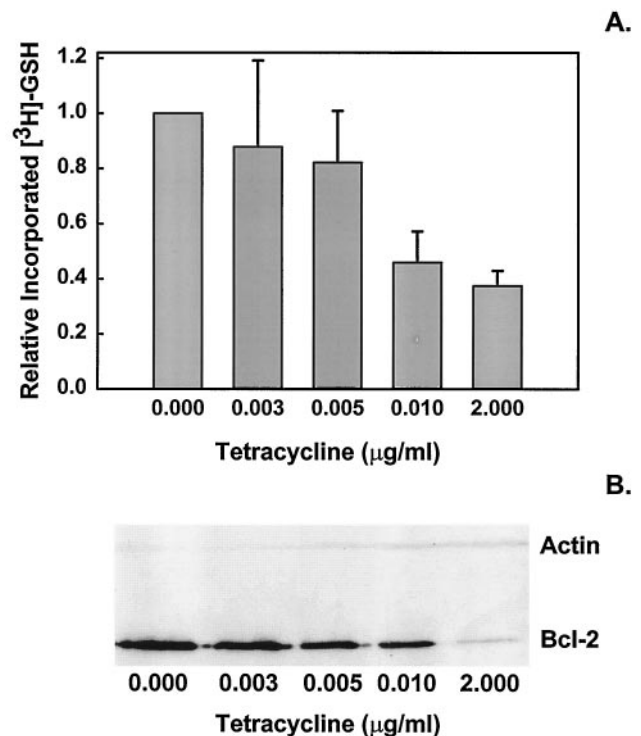 A.
Relative Incorporated [³H]-GSH
1.2
1.0
0.8
0.6
0.4
0.2
0.0
0.000 0.003 0.005 0.010 2.000
Tetracycline (μg/ml)
B.
Actin
Bcl-2
0.000 0.003 0.005 0.010 2.000
Tetracycline (μg/ml)